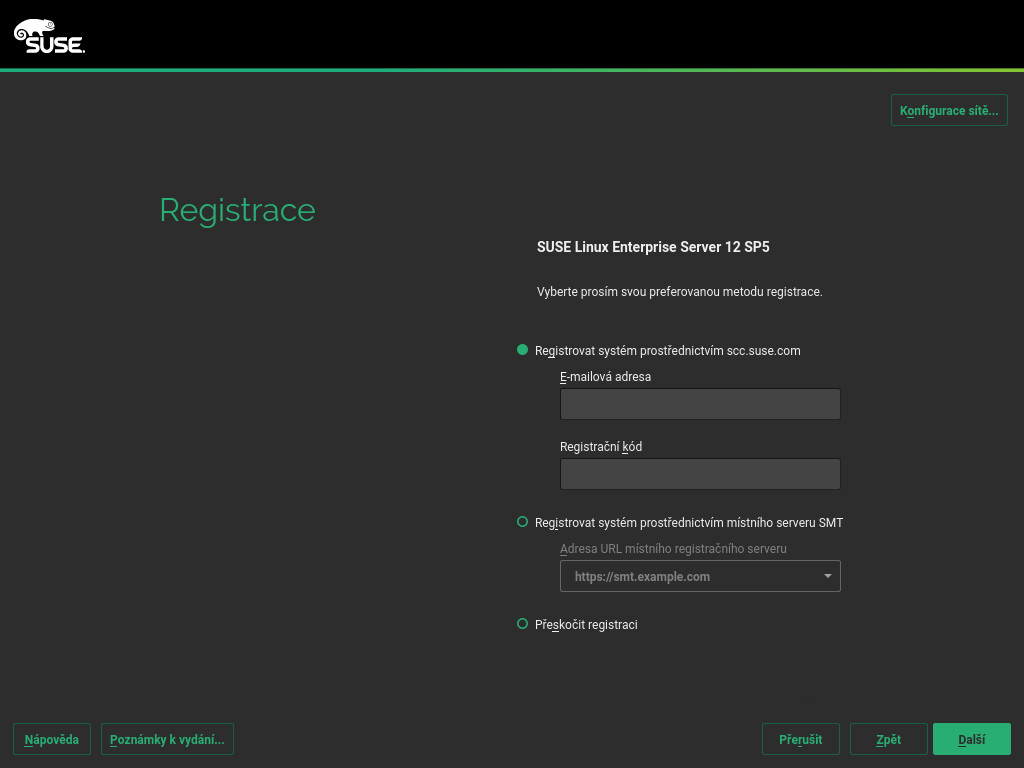 SUSE.
Konfigurace sítě...
Registrace
SUSE Linux Enterprise Server 12 SP5
Vyberte prosím svou preferovanou metodu registrace.
Registrovat systém prostřednictvím scc.suse.com
E-mailová adresa
Registrační kód
Registrovat systém prostřednictvím místního serveru SMT
Adresa URL místního registračního serveru
https://smt.example.com
Přeskočit registraci
Nápověda
Poznámky k vydání...
Přerušit
Zpět
Další